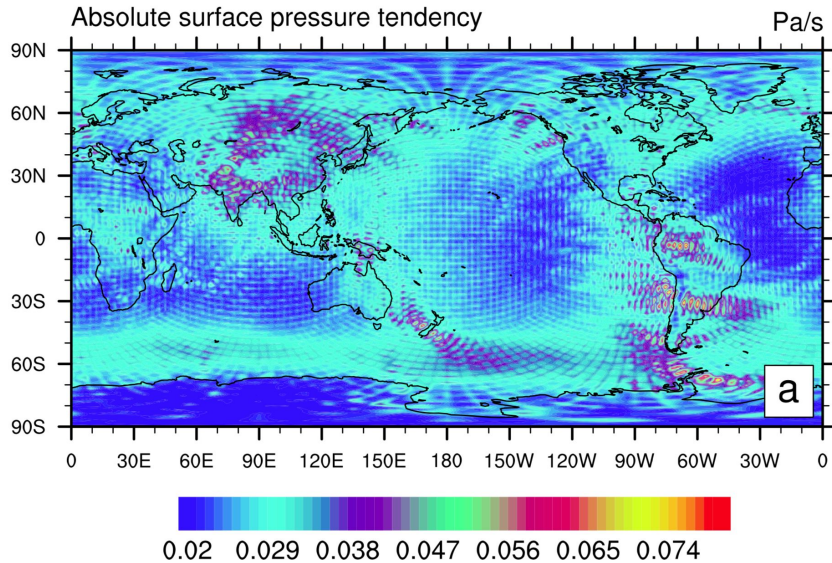 Absolute surface pressure tendency Pa/s
90N
60N
30N
0
30S
60S
90S
a
0 30E 60E 90E 120E 150E 180 150W 120W 90W 60W 30W 0
0.02 0.029 0.038 0.047 0.056 0.065 0.074